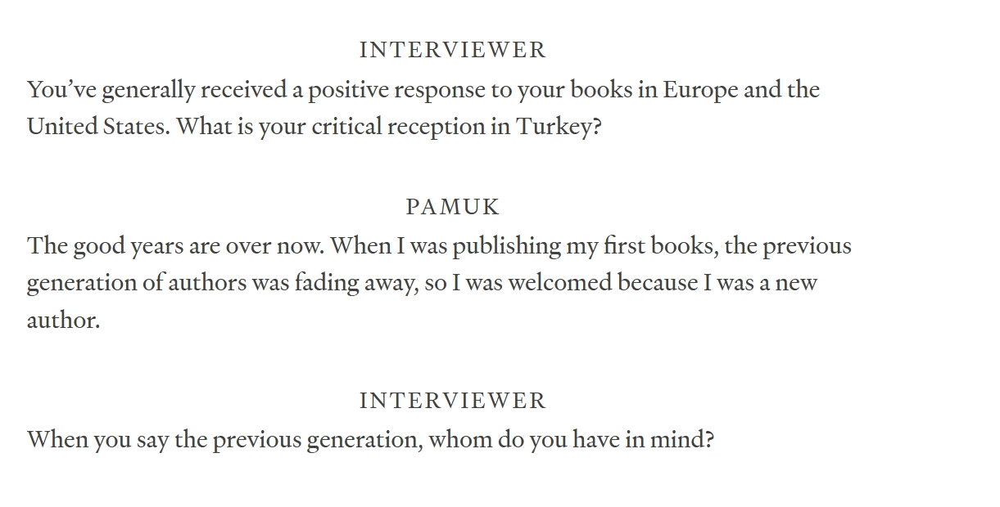 INTERVIEWER
You’ve generally received a positive response to your books in Europe and the
United States. What is your critical reception in Turkey?
PAMUK
The good years are over now. When I was publishing my first books, the previous
generation of authors was fading away, so I was welcomed because I was a new
author.
INTERVIEWER
When you say the previous generation, whom do you have in mind?